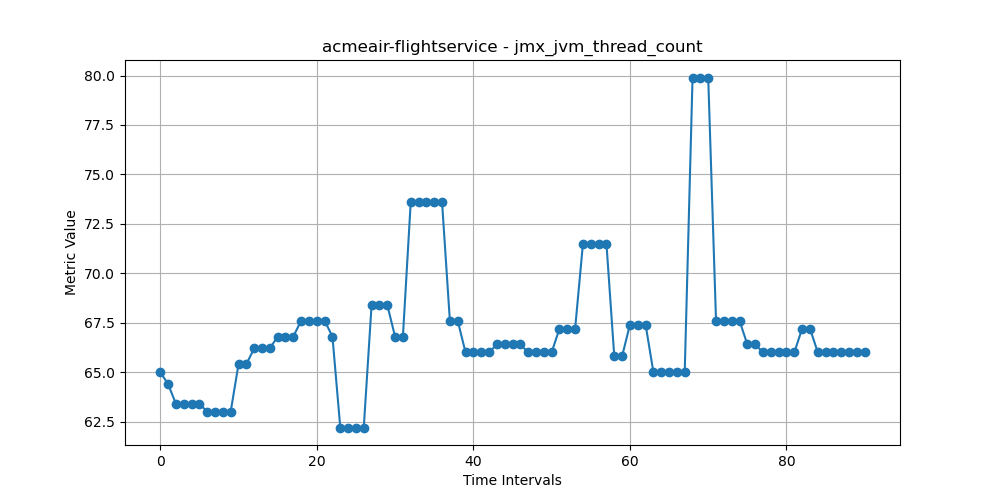 acmeair-flightservice - jmx_jvm_thread_count
80.0
77.5
75.0
72.5
70.0
67.5
65.0
62.5
Metric Value
0 20 40 60 80
Time Intervals